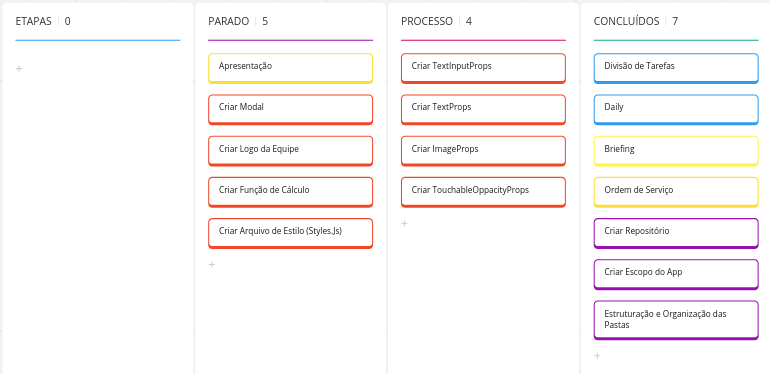 ETAPAS | 0
+
PARADO | 5
Apresentação
Criar Modal
Criar Logo da Equipe
Criar Função de Cálculo
Criar Arquivo de Estilo (Styles.Js)
+
PROCESSO | 4
Criar TextInputProps
Criar TextProps
Criar ImageProps
Criar TouchableOppacityProps
+
CONCLUÍDOS | 7
Divisão de Tarefas
Daily
Briefing
Ordem de Serviço
Criar Repositório
Criar Escopo do App
Estruturação e Organização das
Pastas
+